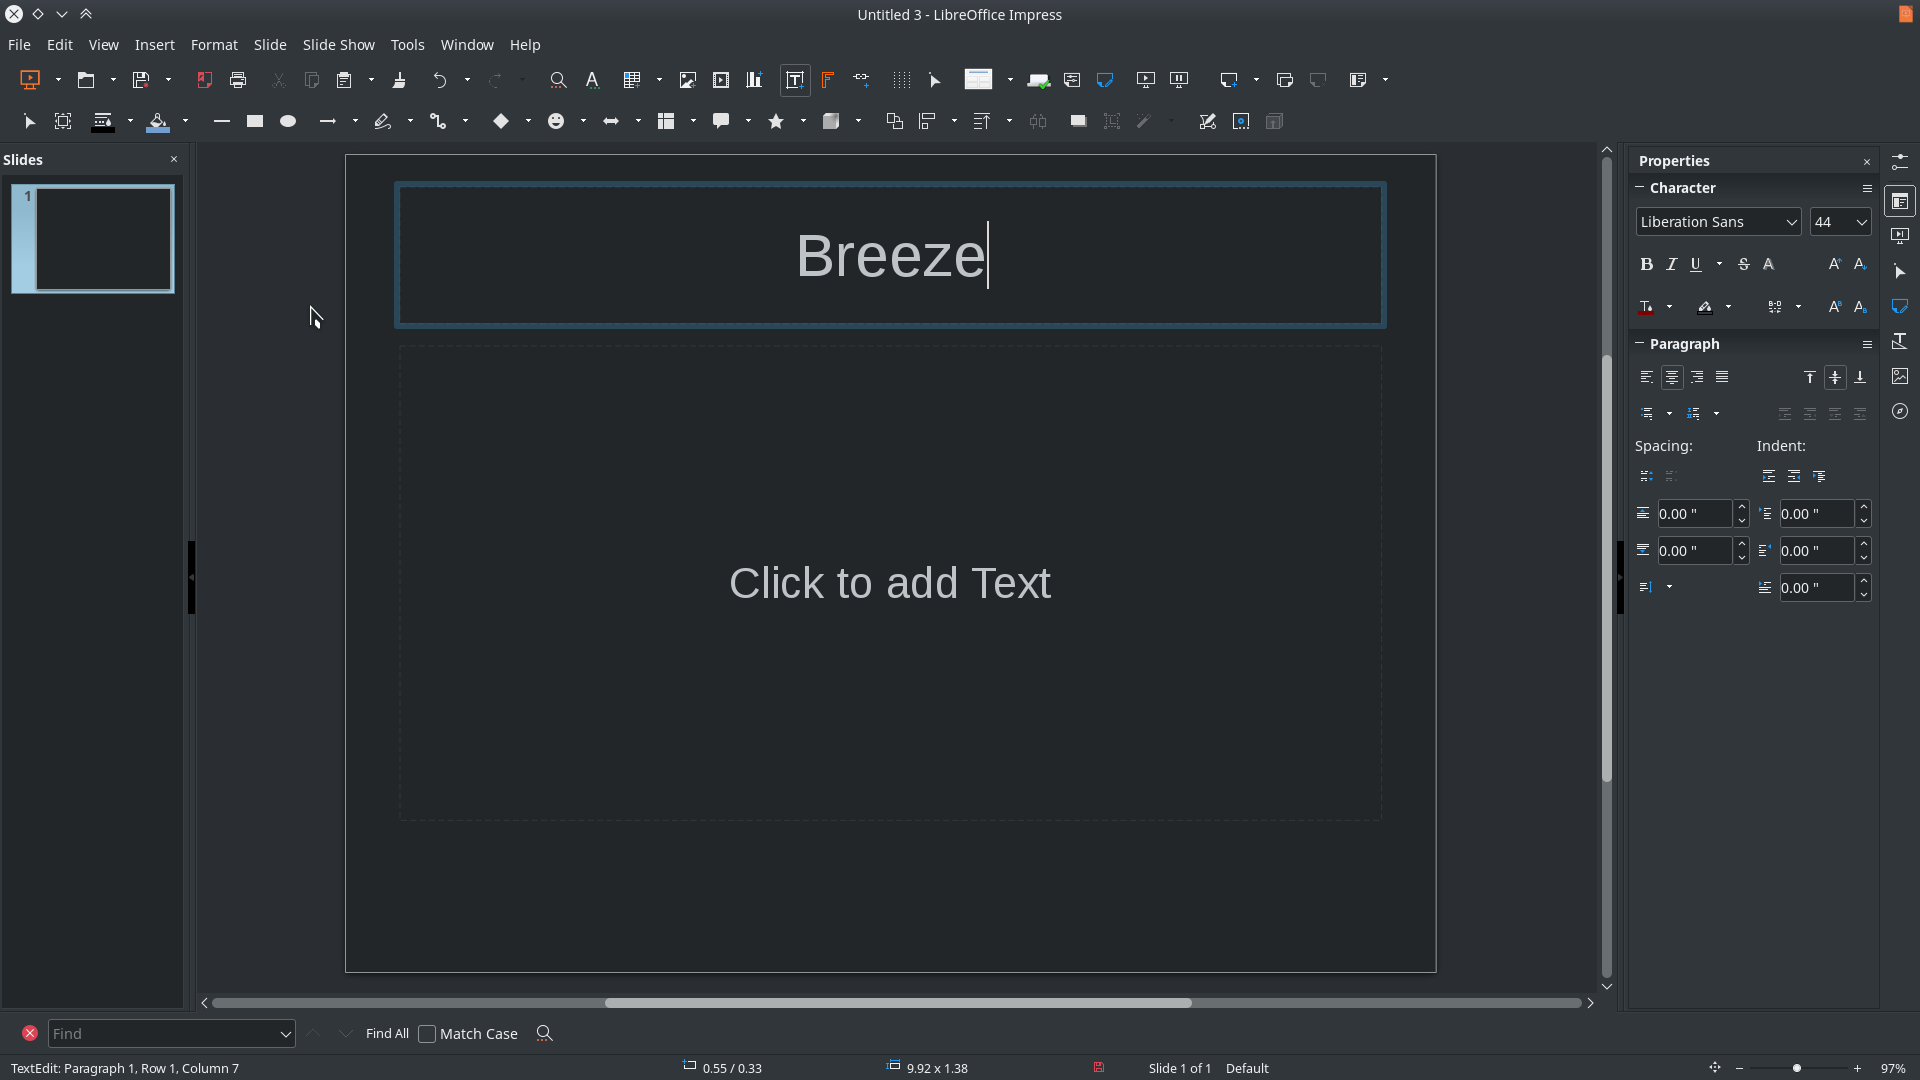 Untitled 3 - LibreOffice Impress
File Edit View Insert Format Slide Slide Show Tools Window Help
Slides
1
Breeze
Click to add Text
Properties
Character
Liberation Sans 44
B I U S A A A
A A
Paragraph
Spacing: Indent:
0.00 " 0.00 "
0.00 " 0.00 "
0.00 "
Find Find All Match Case
TextEdit: Paragraph 1, Row 1, Column 7 0.55 / 0.33 9.92 x 1.38 Slide 1 of 1 Default 97%